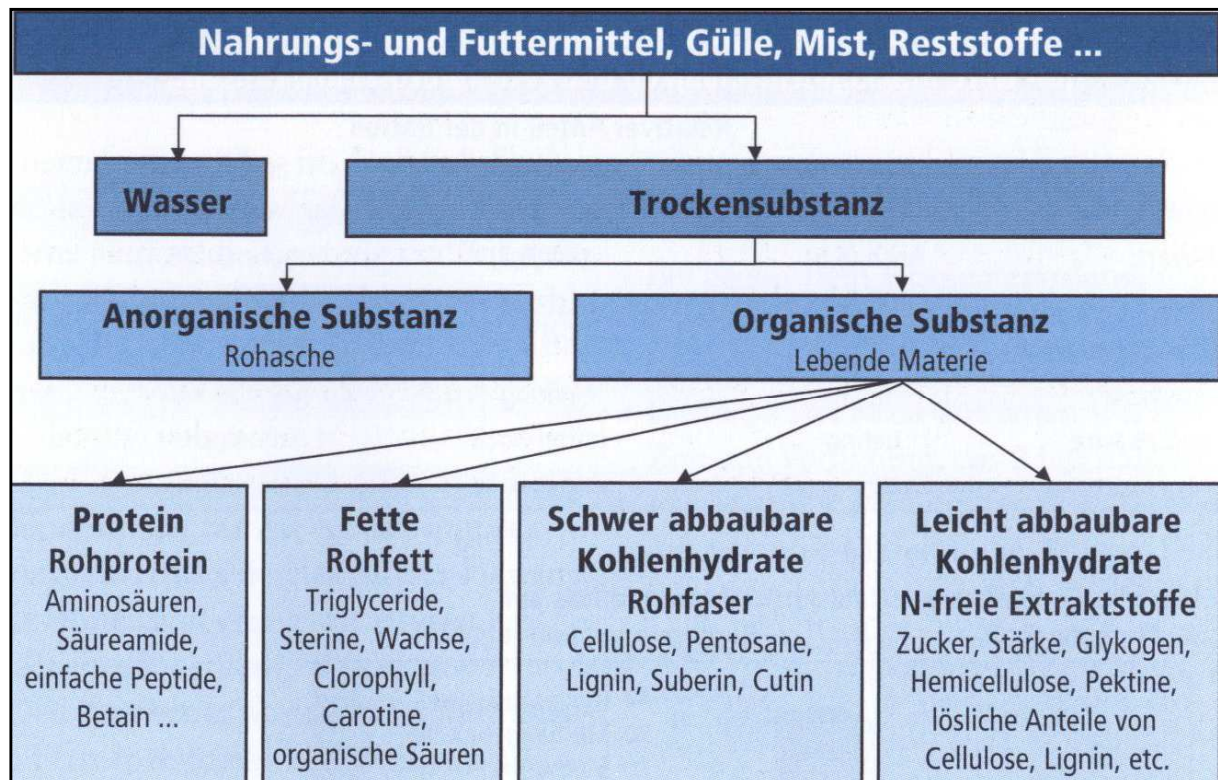 Nahrungs- und Futtermittel, Gülle, Mist, Reststoffe ...
Wasser
Trockensubstanz
Anorganische Substanz
Rohasche
Organische Substanz
Lebende Materie
Protein
Rohprotein
Aminosäuren,
Säureamide,
einfache Peptide,
Betain ...
Fette
Rohfett
Triglyceride,
Sterine, Wachse,
Clorophyll,
Carotine,
organische Säuren
Schwer abbaubare
Kohlenhydrate
Rohfaser
Cellulose, Pentosane,
Lignin, Suberin, Cutin
Leicht abbaubare
Kohlenhydrate
N-freie Extraktstoffe
Zucker, Stärke, Glykogen,
Hemicellulose, Pektine,
lösliche Anteile von
Cellulose, Lignin, etc.